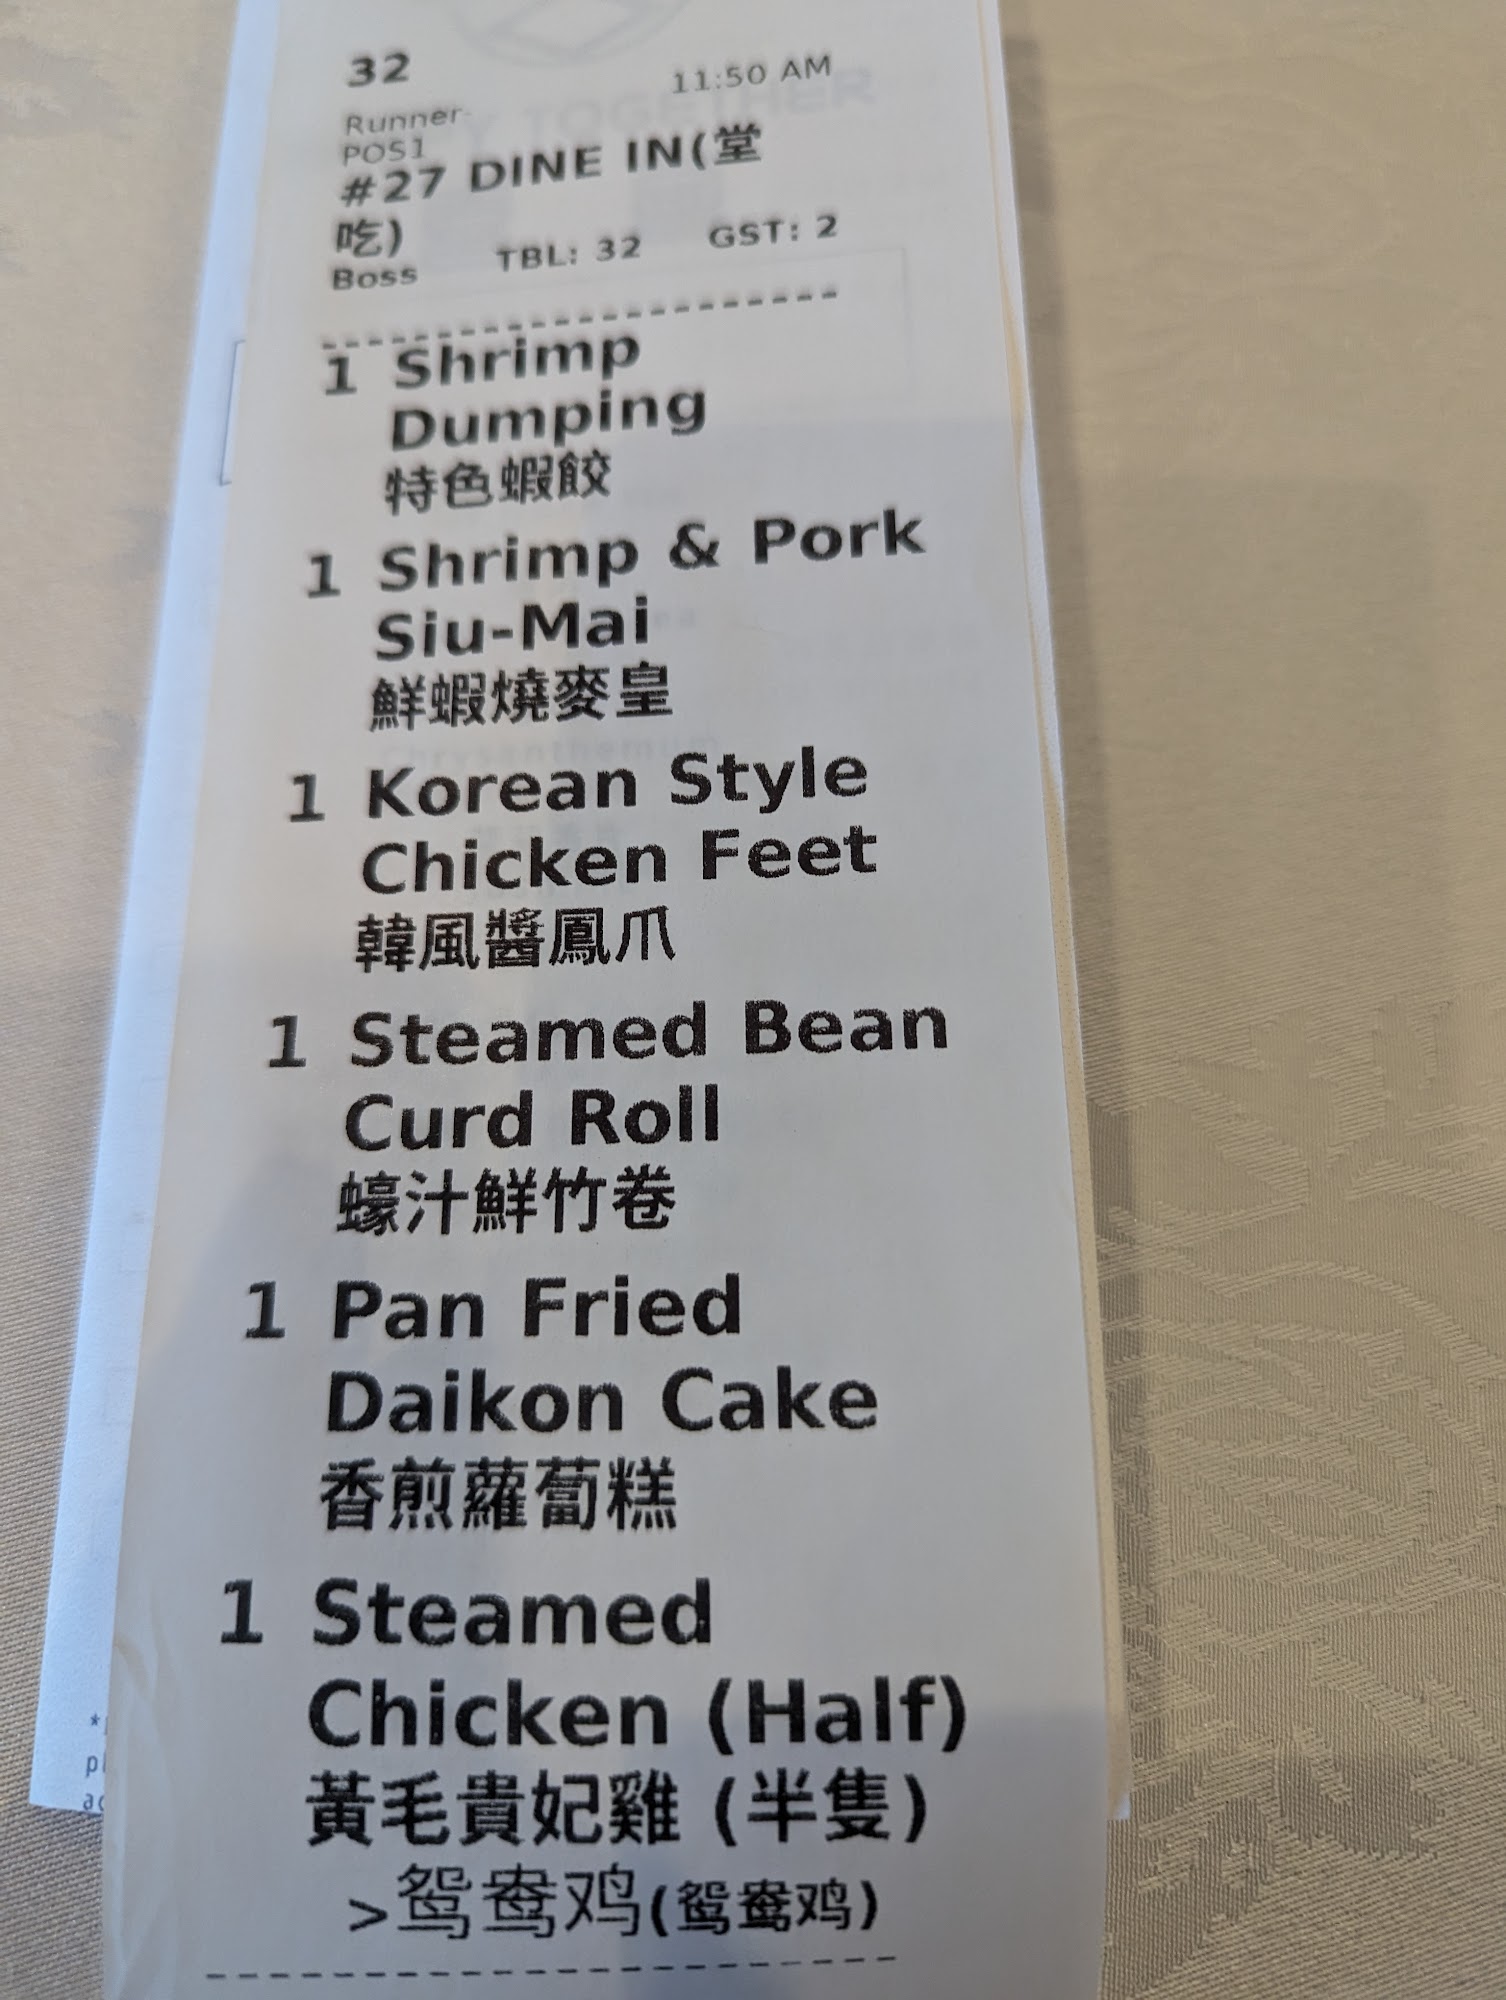 32 11:50 AM
Runner-
POS1
#27 DINE IN(堂
吃)
Boss TBL: 32 GST: 2
1 Shrimp
Dumping
特色蝦餃
1 Shrimp & Pork
Siu-Mai
鮮蝦燒麥皇
1 Korean Style
Chicken Feet
韓風醬鳳爪
1 Steamed Bean
Curd Roll
蠔汁鮮竹卷
1 Pan Fried
Daikon Cake
香煎蘿蔔糕
1 Steamed
Chicken (Half)
黃毛貴妃雞 (半隻)
>鸳鸯鸡(鸳鸯鸡)